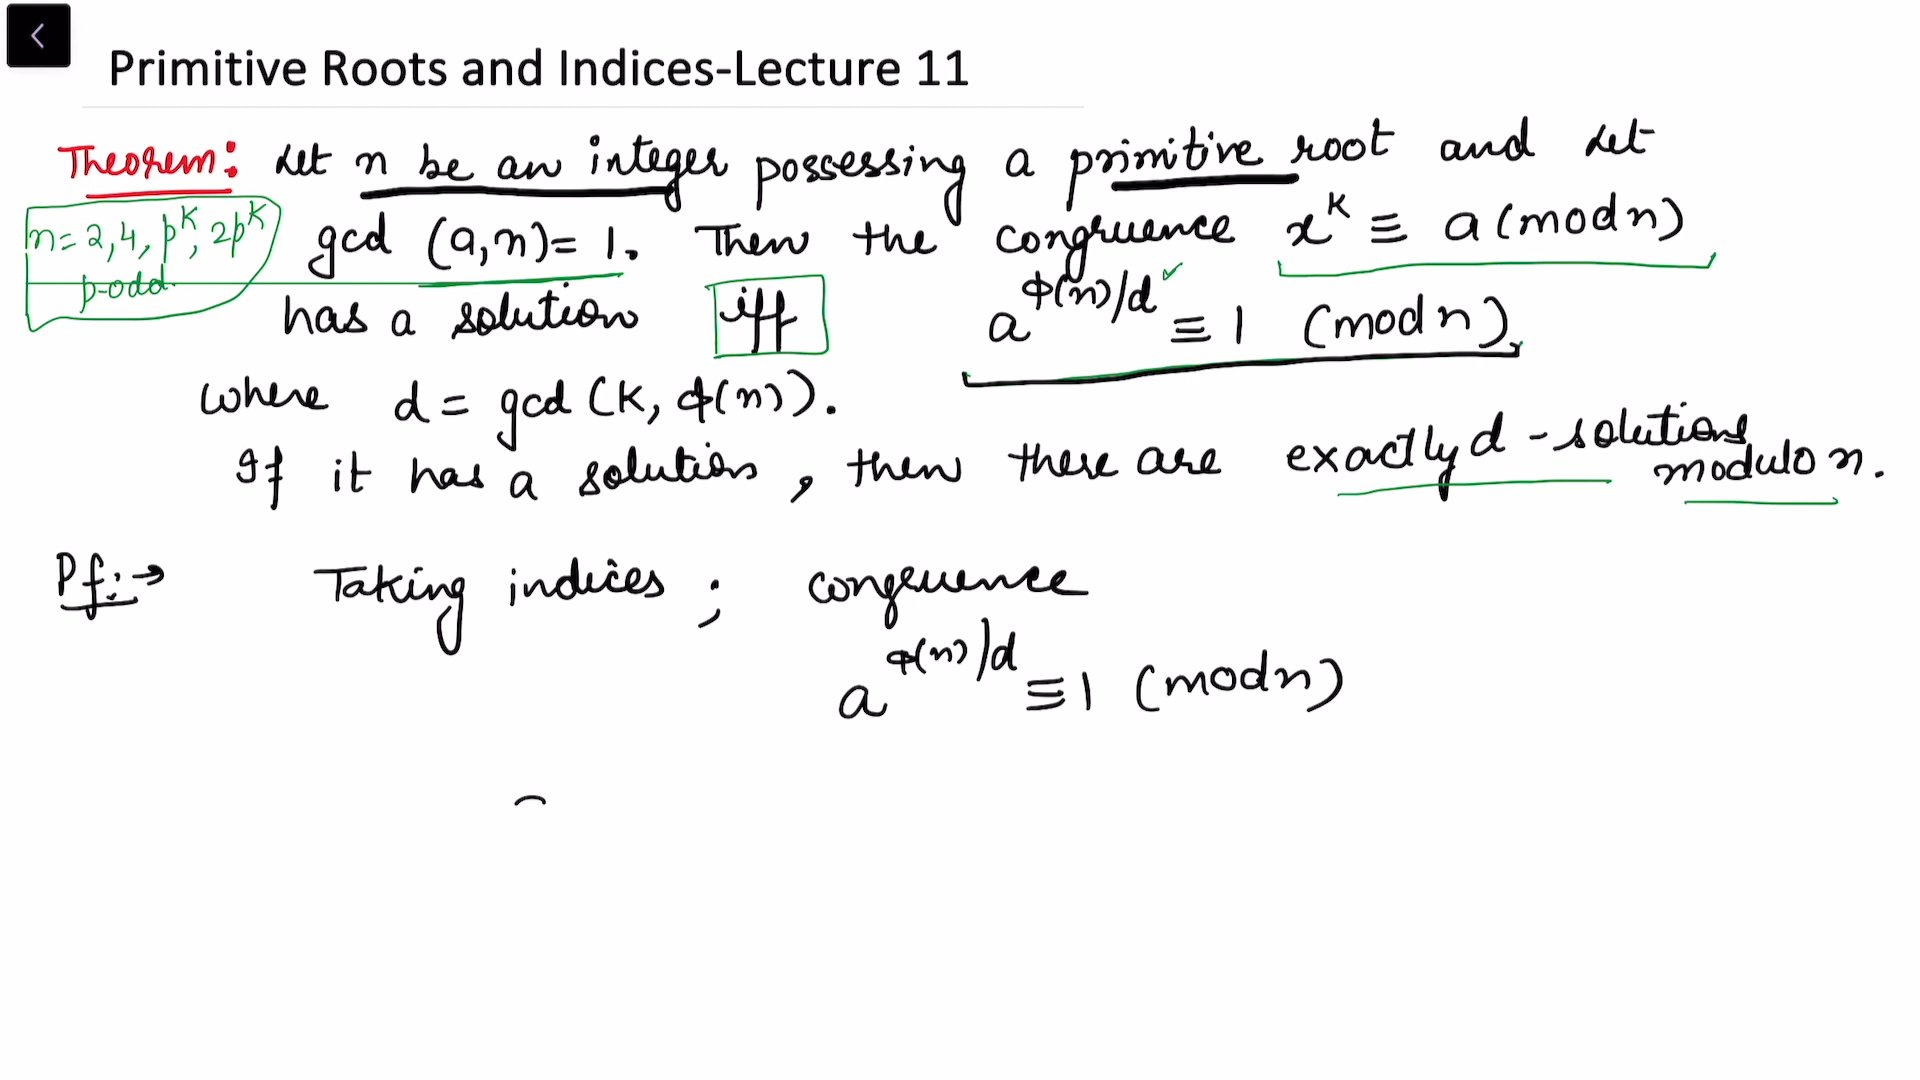 Primitive Roots and Indices-Lecture 11
Theorem: Let n be an integer possessing a primitive root and let
n=2,4, p^k, 2p^k
p-odd.
gcd (a,n)=1. Then the congruence x^k ≡ a (mod n)
has a solution iff a^(φ(n)/d) ≡ 1 (mod n).
where d = gcd (k, φ(n)).
If it has a solution, then there are exactly d - solutions modulo n.
Pf:→ Taking indices ; congruence
a^(φ(n)/d) ≡ 1 (mod n)